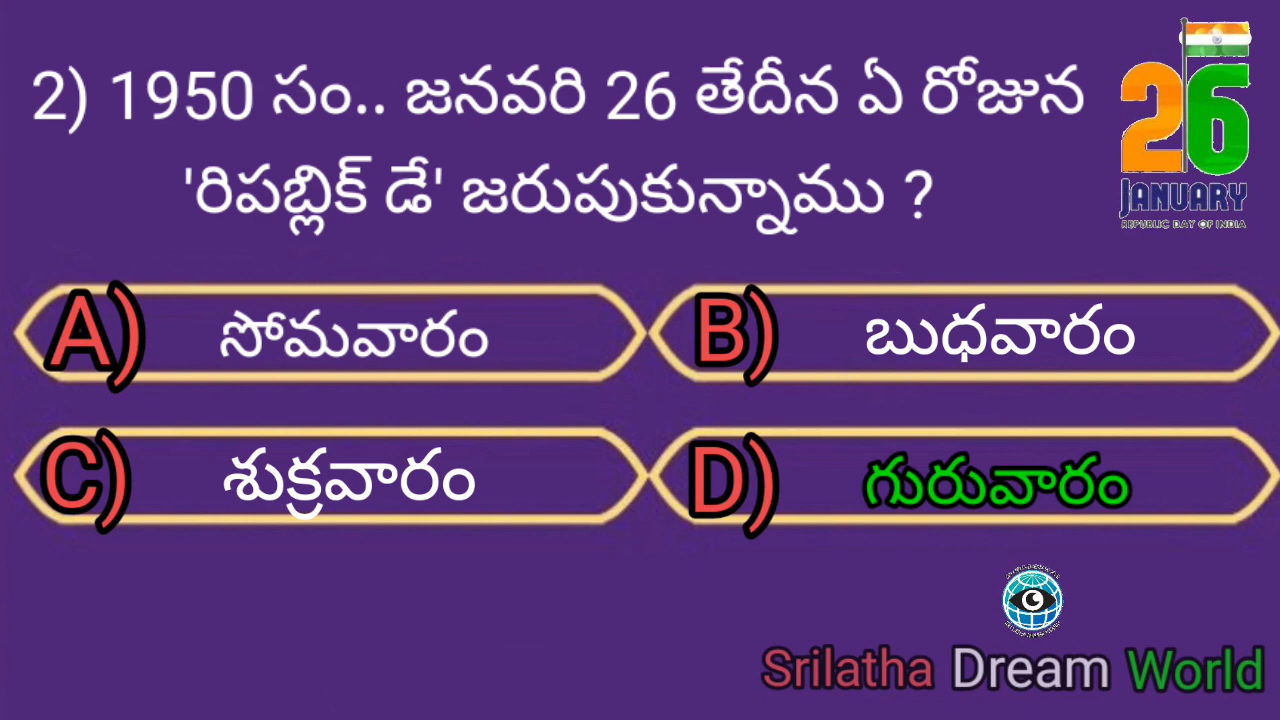 2) 1950 సం.. జనవరి 26 తేదీన ఏ రోజున
'రిపబ్లిక్ డే' జరుపుకున్నాము ?
26
JANUARY
REPUBLIC DAY OF INDIA
A) సోమవారం
B) బుధవారం
C) శుక్రవారం
D) గురువారం
Srilatha Dream World